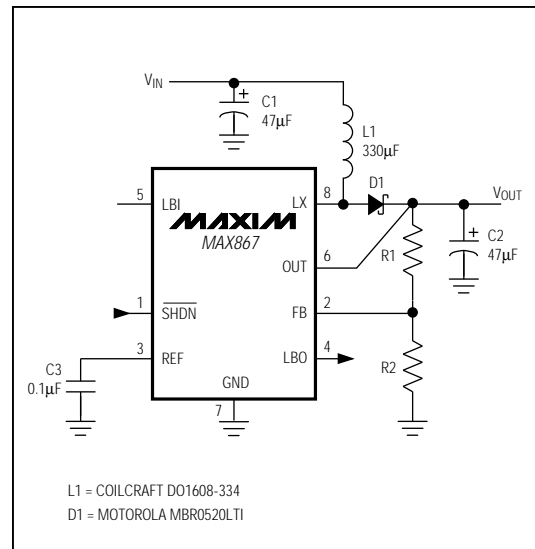 VIN
C1
47µF
L1
330µF
D1
VOUT
5
LBI
LX
8
MAXIM
MAX867
OUT
6
R1
C2
47µF
1
SHDN
FB
2
3
REF
LBO
4
C3
0.1µF
GND
7
R2
L1 = COILCRAFT DO1608-334
D1 = MOTOROLA MBR0520LTI